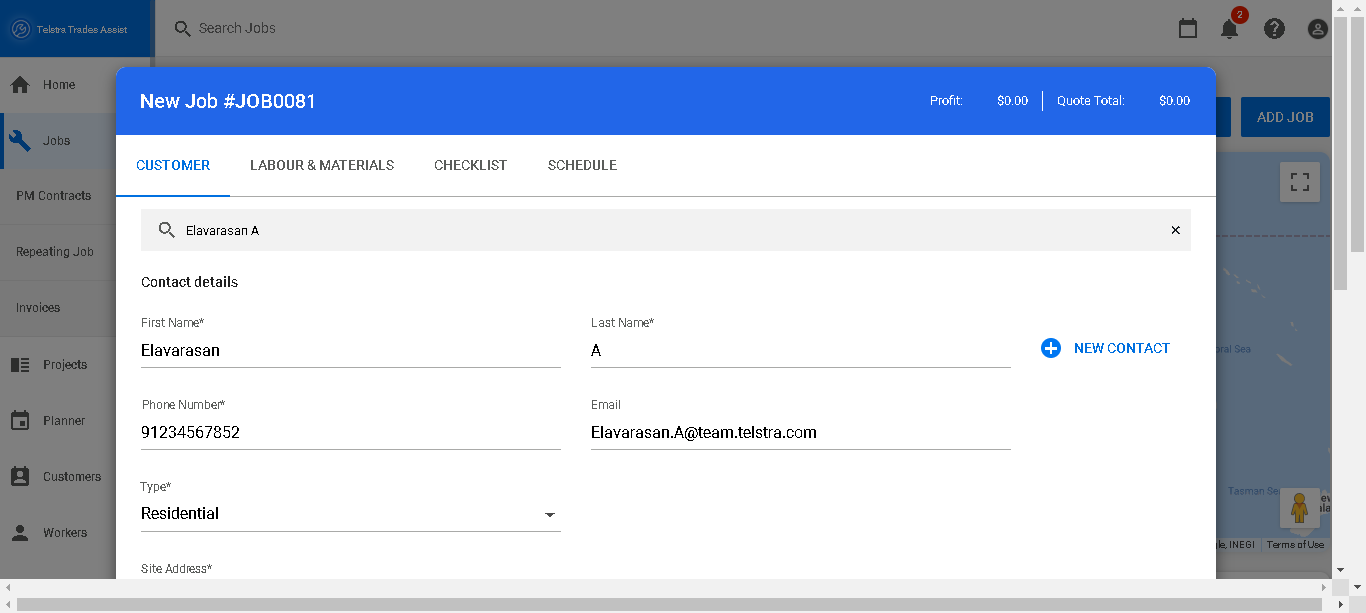 Telstra Trades Assist
Search Jobs
2
Home
Jobs
PM Contracts
Repeating Job
Invoices
Projects
Planner
Customers
Workers
ADD JOB
New Job #JOB0081
Profit: $0.00 Quote Total: $0.00
CUSTOMER LABOUR & MATERIALS CHECKLIST SCHEDULE
Elavarasan A
Contact details
First Name* Last Name*
Elavarasan A
NEW CONTACT
Phone Number* Email
91234567852 Elavarasan.A@team.telstra.com
Type*
Residential
Site Address*
Sea
Tasman
INEGI Terms of Use